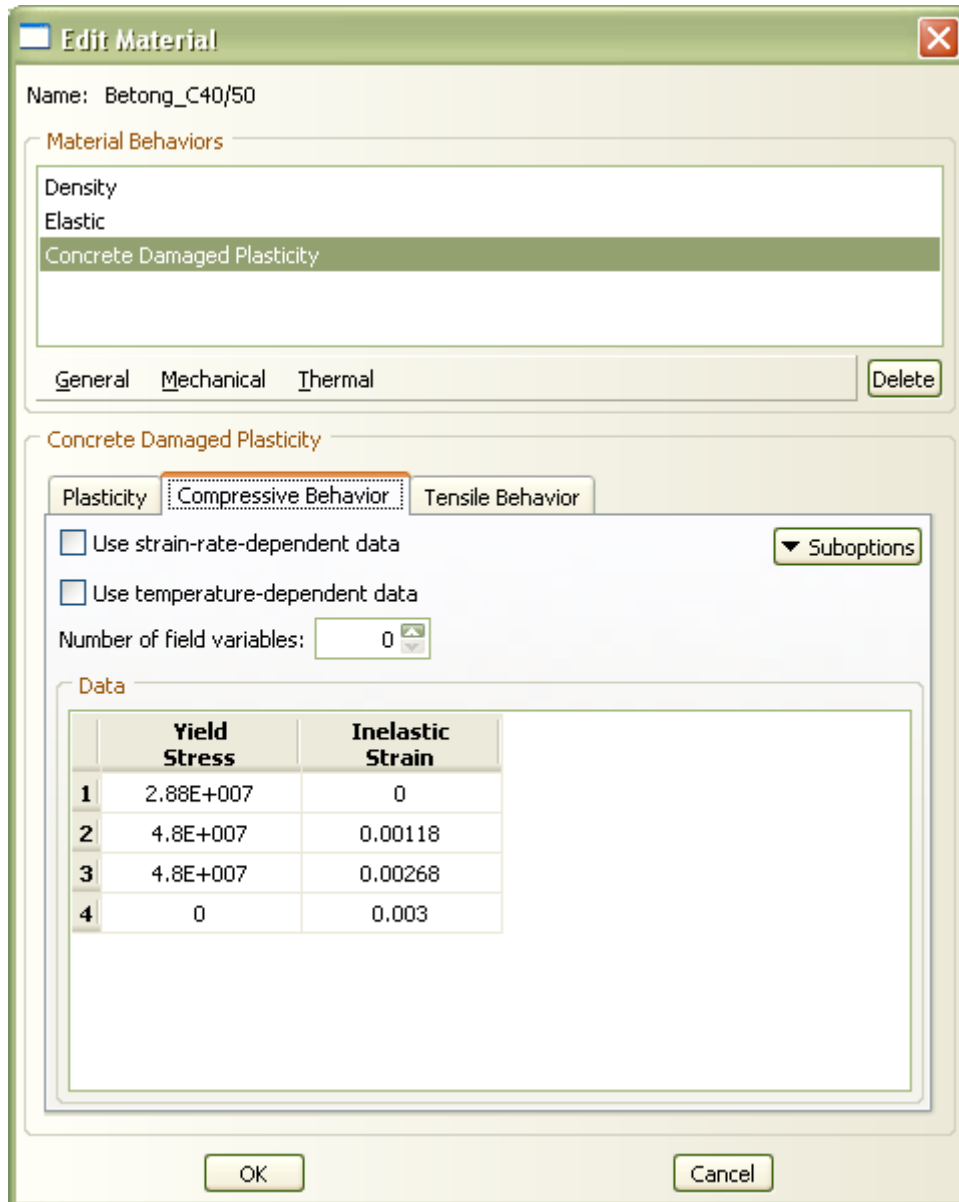 Edit Material
Name: Betong_C40/50
Material Behaviors
Density
Elastic
Concrete Damaged Plasticity
General Mechanical Thermal Delete
Concrete Damaged Plasticity
Plasticity Compressive Behavior Tensile Behavior
Use strain-rate-dependent data
Suboptions
Use temperature-dependent data
Number of field variables: 0
Data
Yield Stress Inelastic Strain
1 2.88E+007 0
2 4.8E+007 0.00118
3 4.8E+007 0.00268
4 0 0.003
OK Cancel